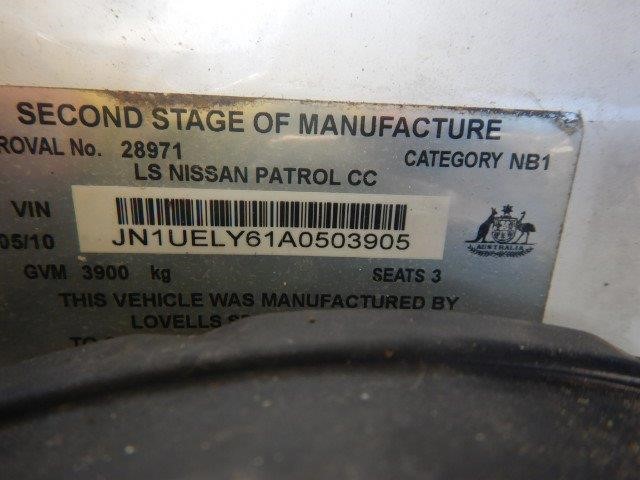 SECOND STAGE OF MANUFACTURE
ROVAL No. 28971 CATEGORY NB1
LS NISSAN PATROL CC
VIN
05/10 JN1UELY61A0503905
AUSTRALIA
GVM 3900 kg SEATS 3
THIS VEHICLE WAS MANUFACTURED BY
LOVELLS